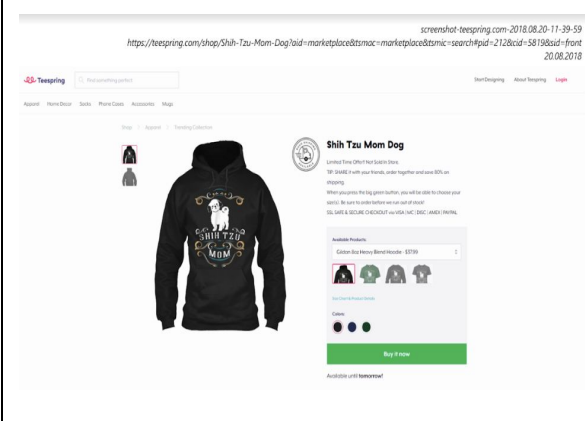 screenshot-teespring.com-2018.08.20-11-39-59
https://teespring.com/shop/Shih-Tzu-Mom-Dog?aid=marketplace&tsmac=marketplace&tsmic=search#pid=212&cid=5819&sid=front
20.08.2018
Teespring
Find something perfect
Start Designing About Teespring Login
Apparel Home Decor Socks Phone Cases Accessories Mugs
Shop / Apparel / Trending Collection
SHIH TZU
MOM
Shih Tzu Mom Dog
Limited Time Offer! Not Sold In Store.
TIP: SHARE it with your friends, order together and save 80% on
shipping.
When you press the big green button, you will be able to choose your
size(s). Be sure to order before we run out of stock!
SSL SAFE & SECURE CHECKOUT via VISA | MC | DISC | AMEX | PAYPAL
Available Products:
Gildan 8oz Heavy Blend Hoodie - $37.99
Colors:
Buy it now
Available until tomorrow!